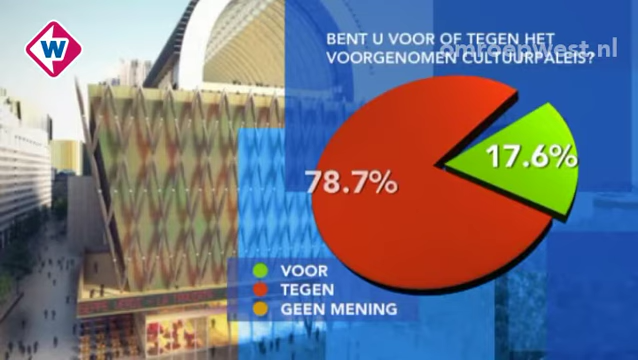 W
omroepwest.nl
BENT U VOOR OF TEGEN HET
VOORGENOMEN CULTUURPALEIS?
17.6%
78.7%
VOOR
TEGEN
GEEN MENING